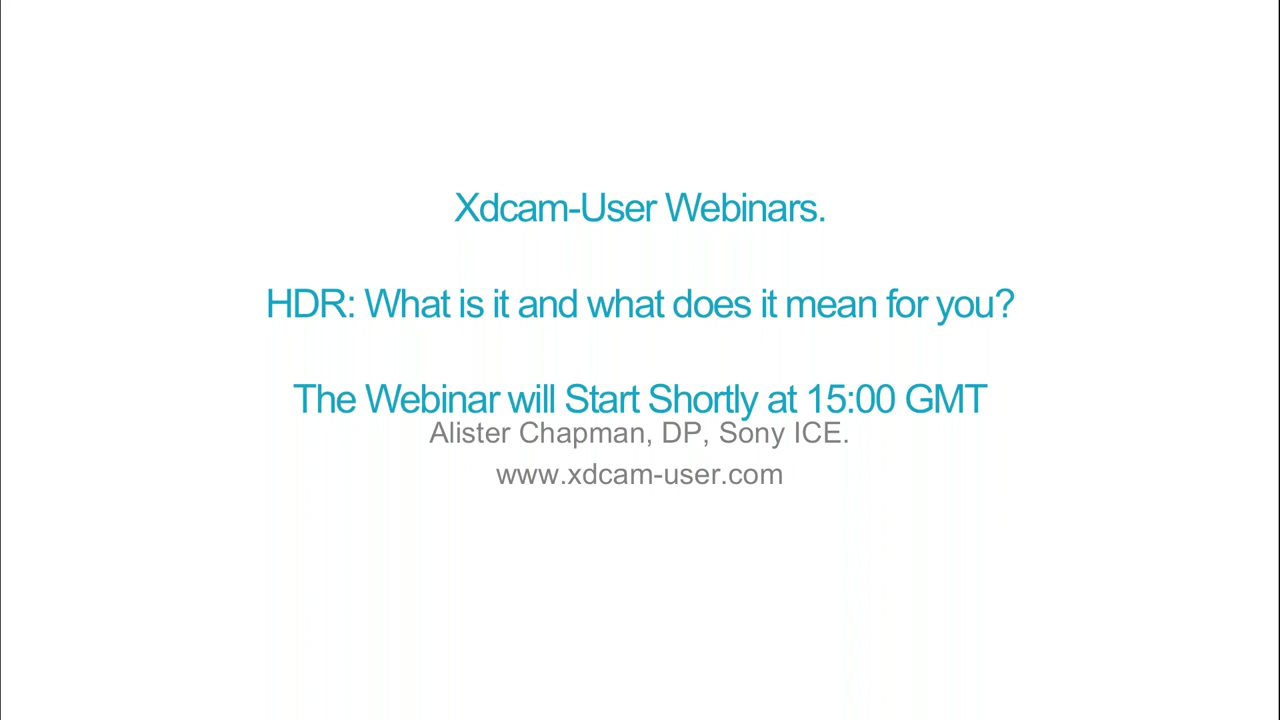 Xdcam-User Webinars.
HDR: What is it and what does it mean for you?
The Webinar will Start Shortly at 15:00 GMT
Alister Chapman, DP, Sony ICE.
www.xdcam-user.com